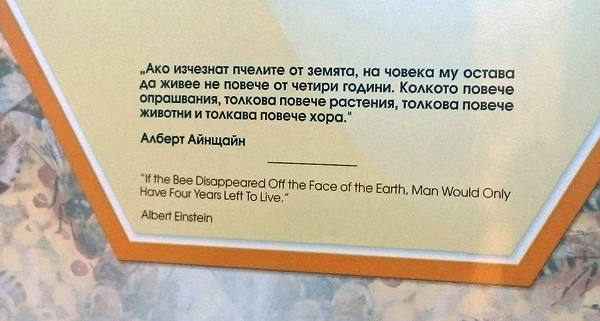 „Ако изчезнат пчелите от земята, на човека му остава
да живее не повече от четири години. Колкото повече
опрашвания, толкова повече растения, толкова повече
животни и толкава повече хора."
Алберт Айнщайн
"If the Bee Disappeared Off the Face of the Earth, Man Would Only
Have Four Years Left To Live."
Albert Einstein